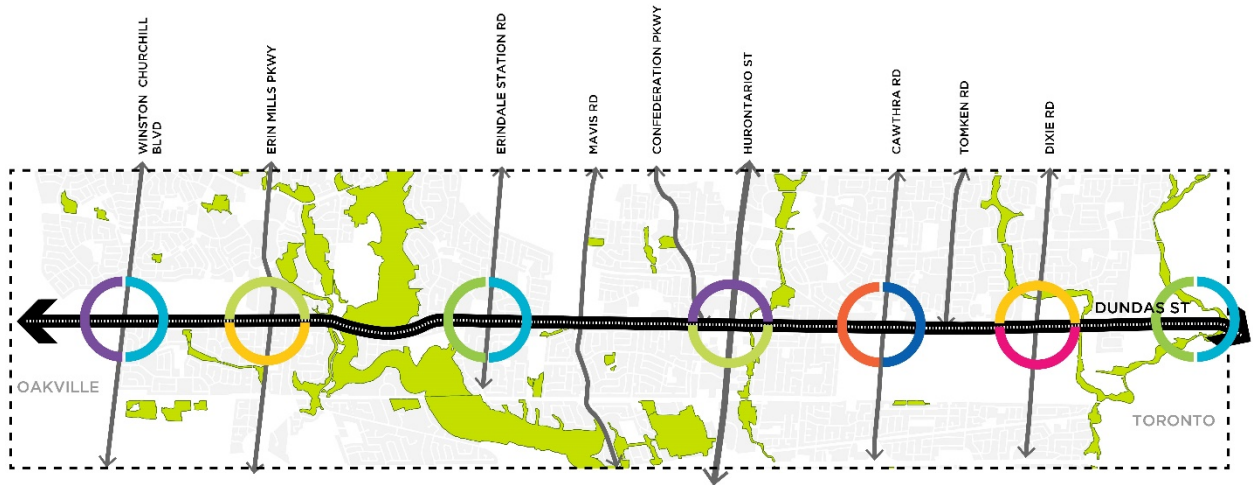 WINSTON CHURCHILL
BLVD
ERIN MILLS PKWY
ERINDALE STATION RD
MAVIS RD
CONFEDERATION PKWY
HURONTARIO ST
CAWTHRA RD
TOMKEN RD
DIXIE RD
DUNDAS ST
OAKVILLE
TORONTO